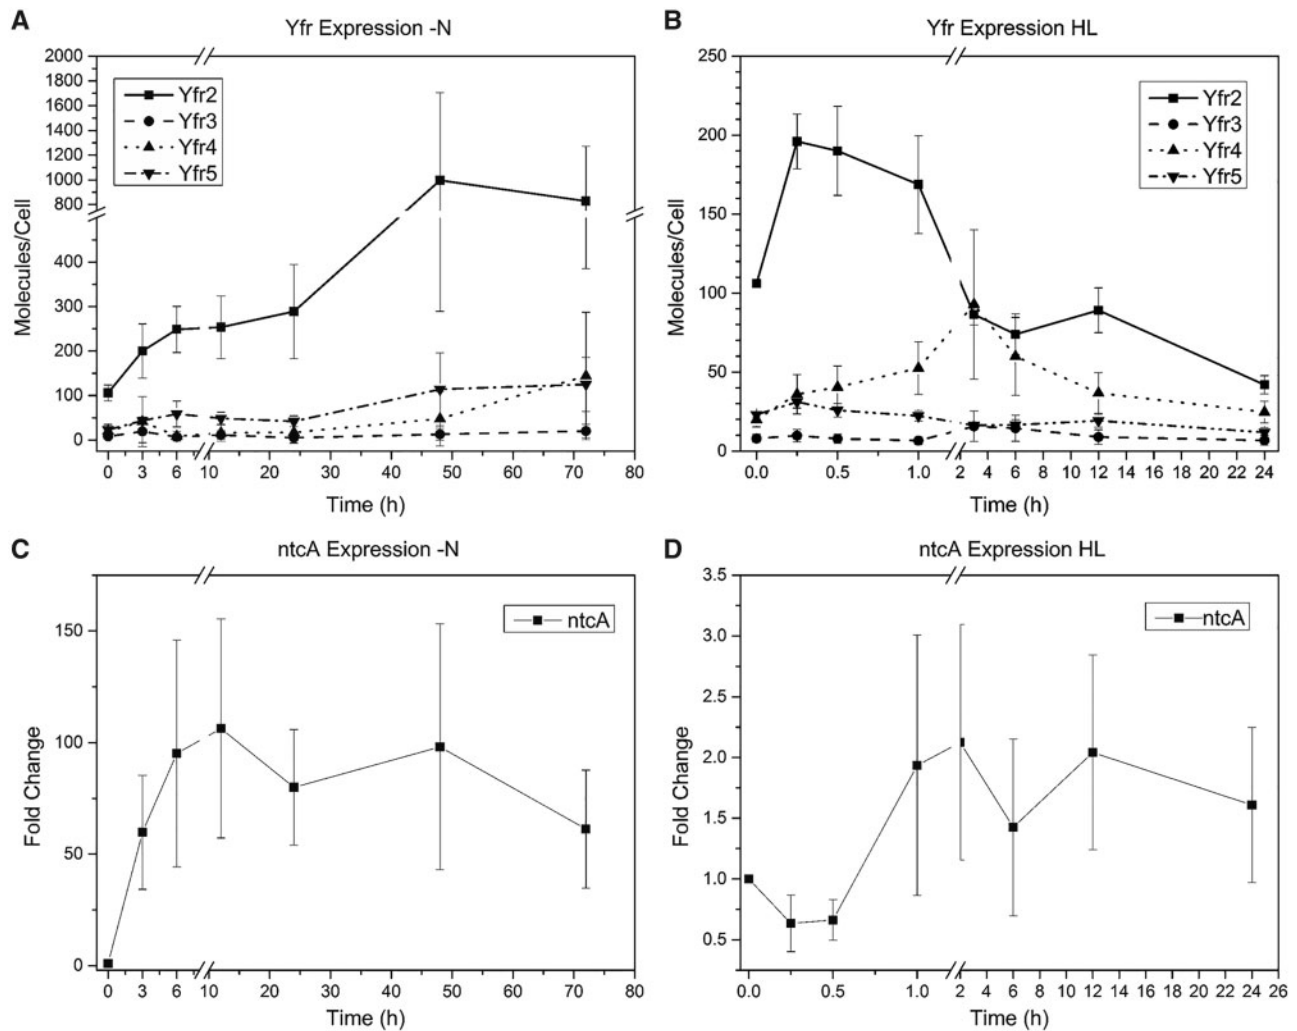 A
Yfr Expression -N
2000
1800
1600
1400
1200
1000
800
400
300
200
100
0
Molecules/Cell
Yfr2
Yfr3
Yfr4
Yfr5
0 3 6 10 20 30 40 50 60 70 80
Time (h)
B
Yfr Expression HL
250
200
150
100
50
0
Molecules/Cell
Yfr2
Yfr3
Yfr4
Yfr5
0.0 0.5 1.0 2 4 6 8 10 12 14 16 18 20 22 24
Time (h)
C
ntcA Expression -N
150
100
50
0
Fold Change
ntcA
0 3 6 10 20 30 40 50 60 70 80
Time (h)
D
ntcA Expression HL
3.5
3.0
2.5
2.0
1.5
1.0
0.5
Fold Change
ntcA
0.0 0.5 1.0 2 4 6 8 10 12 14 16 18 20 22 24 26
Time (h)